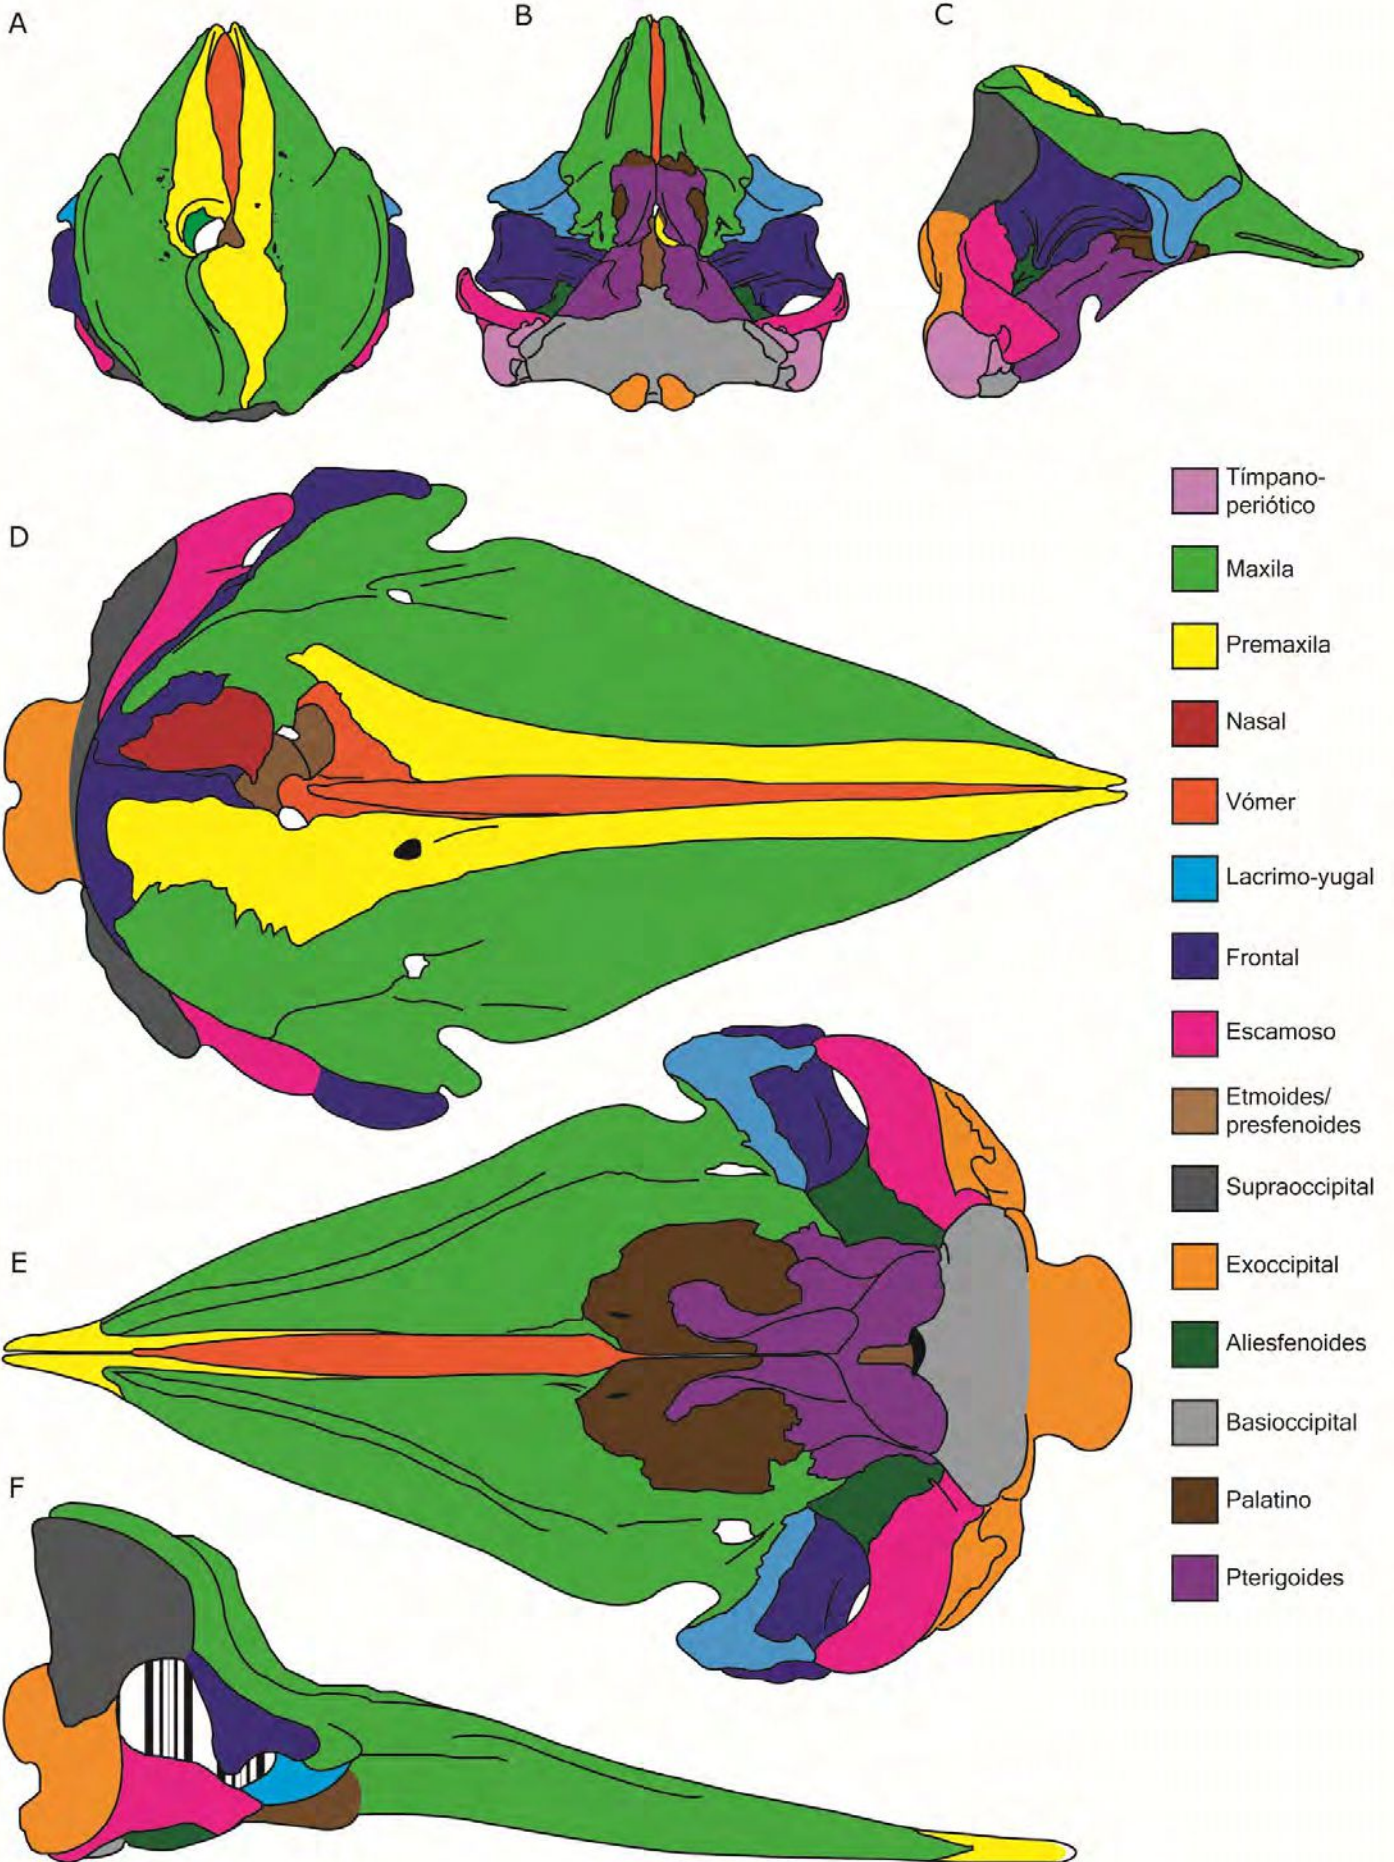 A
B
C
D
E
F
Tímpano-
periótico
Maxila
Premaxila
Nasal
Vómer
Lacrimo-yugal
Frontal
Escamoso
Etmoides/
presfenoides
Supraoccipital
Exoccipital
Aliesfenoides
Basioccipital
Palatino
Pterigoides